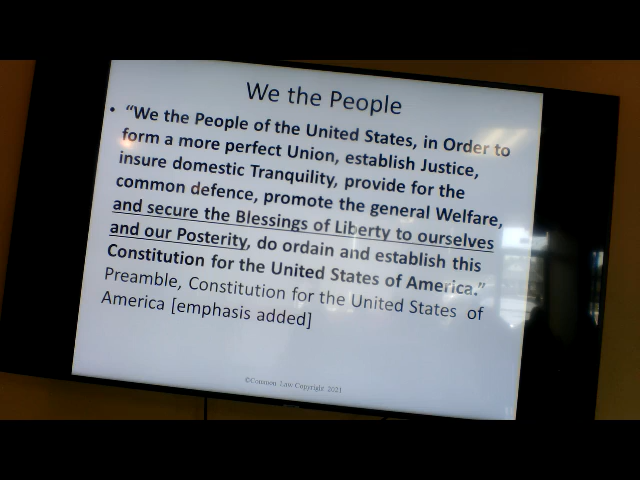 We the People
• “We the People of the United States, in Order to
form a more perfect Union, establish Justice,
insure domestic Tranquility, provide for the
common defence, promote the general Welfare,
and secure the Blessings of Liberty to ourselves
and our Posterity, do ordain and establish this
Constitution for the United States of America.”
Preamble, Constitution for the United States of
America [emphasis added]
©Common Law Copyright 2021